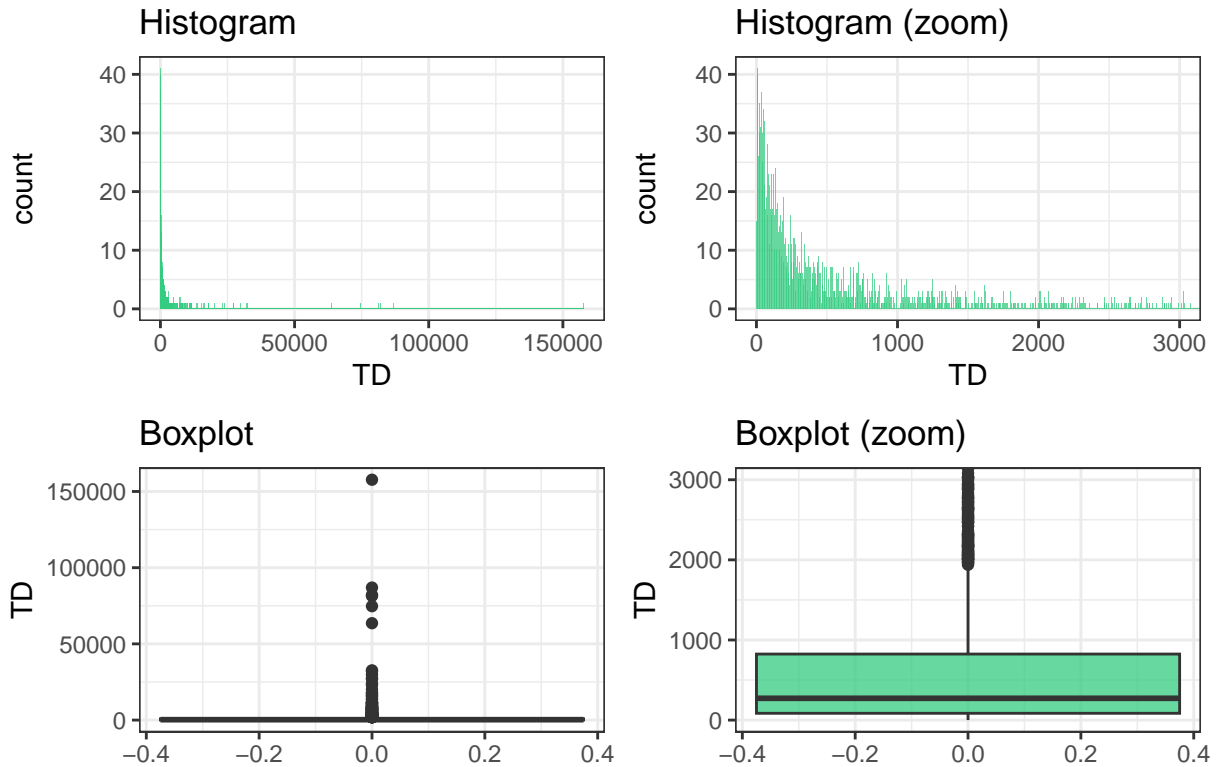 Histogram
count
40
30
20
10
0
0 50000 100000 150000
TD
Histogram (zoom)
count
40
30
20
10
0
0 1000 2000 3000
TD
Boxplot
TD
150000
100000
50000
0
−0.4 −0.2 0.0 0.2 0.4
Boxplot (zoom)
TD
3000
2000
1000
0
−0.4 −0.2 0.0 0.2 0.4